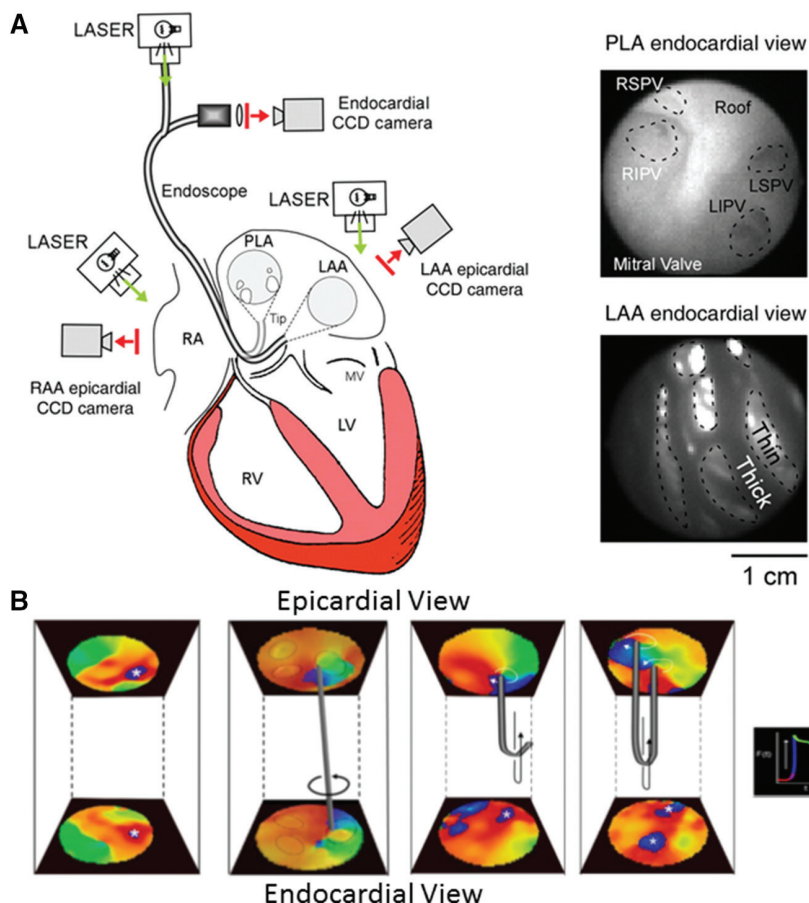 A
LASER
Endocardial
CCD camera
Endoscope
LASER
LASER
PLA
LAA
LAA epicardial
CCD camera
Tip
RA
RAA epicardial
CCD camera
MV
LV
RV
PLA endocardial view
RSPV
Roof
RIPV
LSPV
LIPV
Mitral Valve
LAA endocardial view
Thin
Thick
1 cm
B
Epicardial View
Endocardial View
F(t)
t